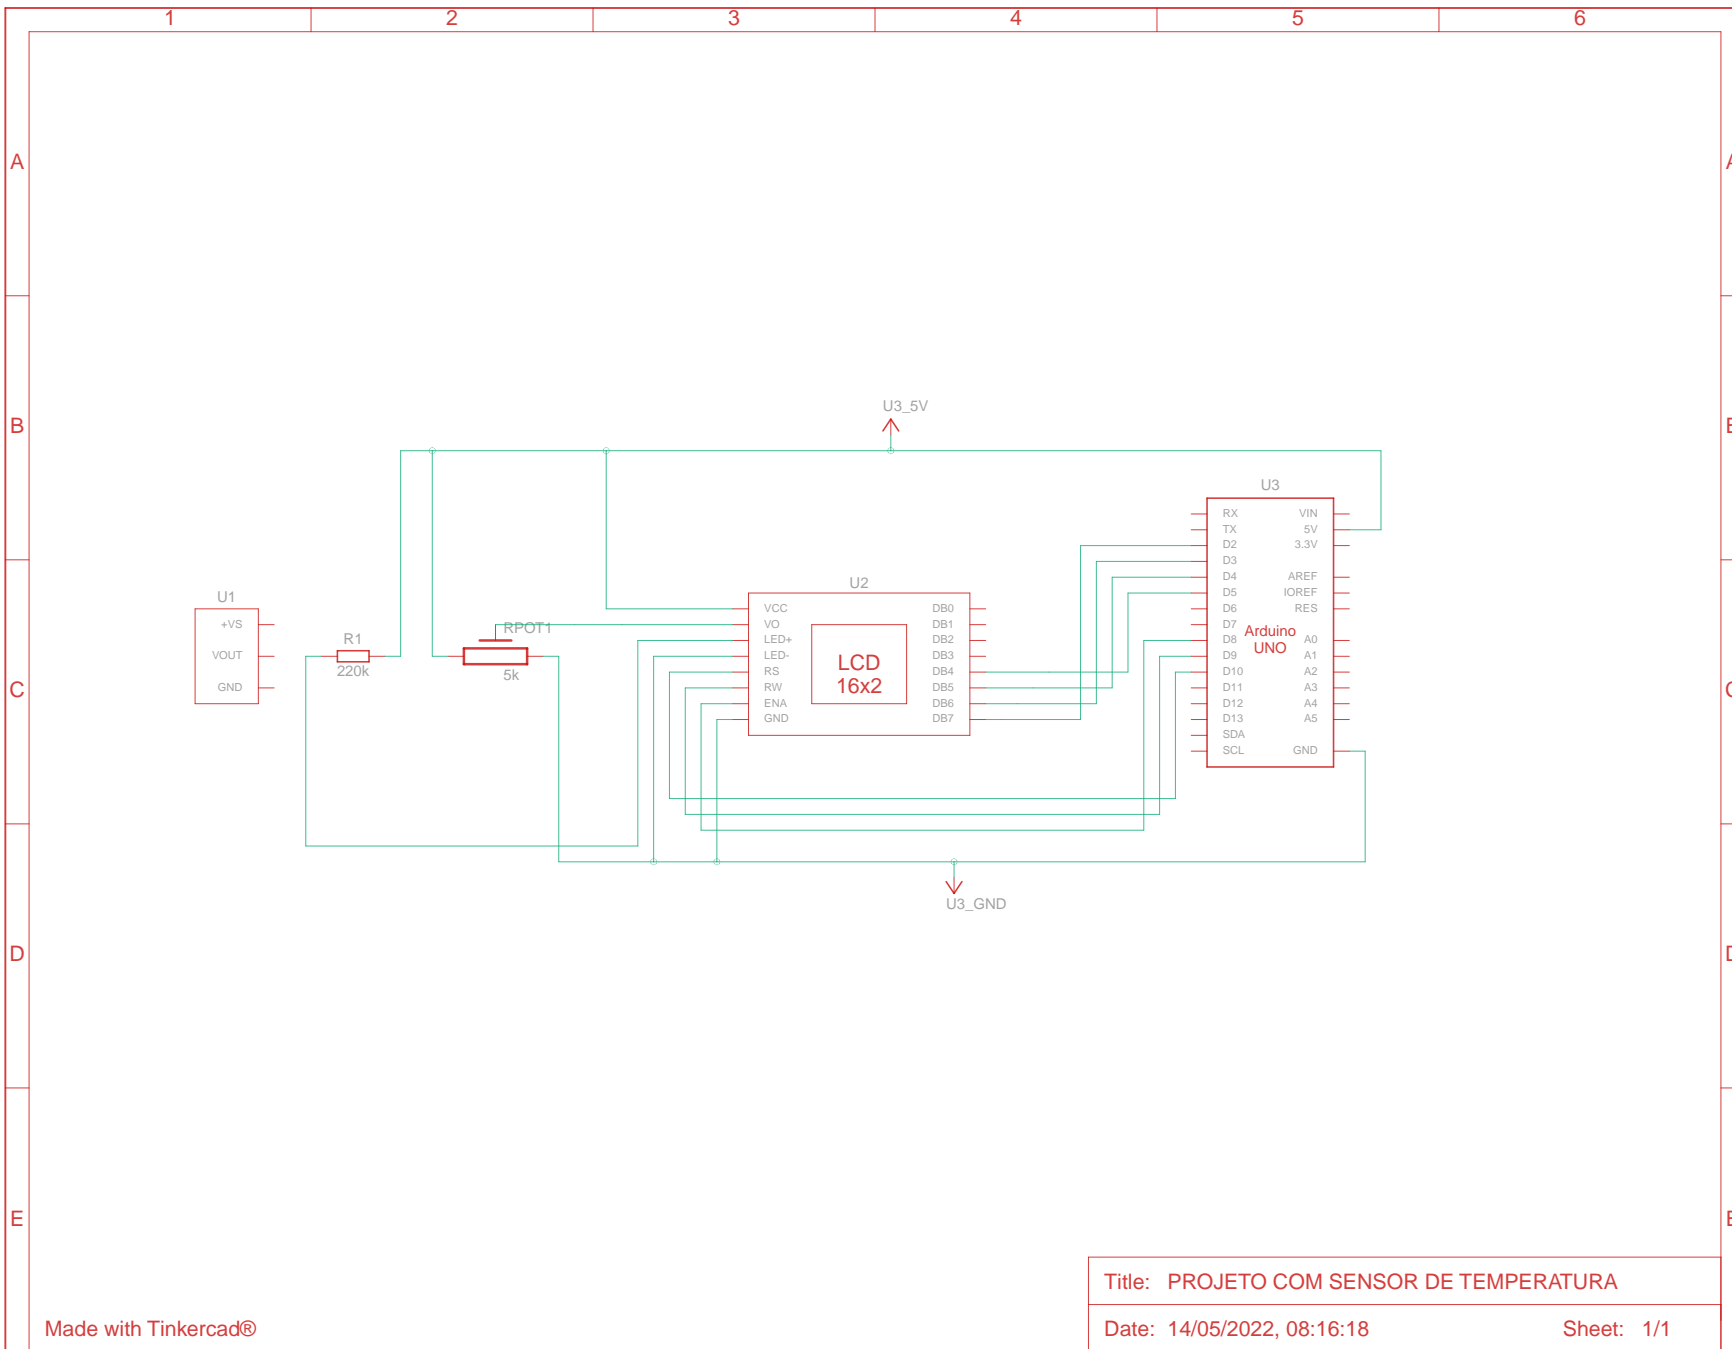 1 2 3 4 5 6
A A
B B
U3_5V
U3
RX VIN
TX 5V
D2 3.3V
D3
D4 AREF
D5 IOREF
D6 RES
D7
Arduino
UNO
D8 A0
D9 A1
D10 A2
D11 A3
D12 A4
D13 A5
SDA
SCL GND
U2
VCC DB0
VO DB1
LED+ DB2
LED- DB3
RS DB4
RW DB5
ENA DB6
GND DB7
LCD
16x2
U1
+VS
VOUT
GND
R1
220k
RPOT1
5k
C C
U3_GND
D D
E E
Title: PROJETO COM SENSOR DE TEMPERATURA
Made with Tinkercad®
Date: 14/05/2022, 08:16:18 Sheet: 1/1